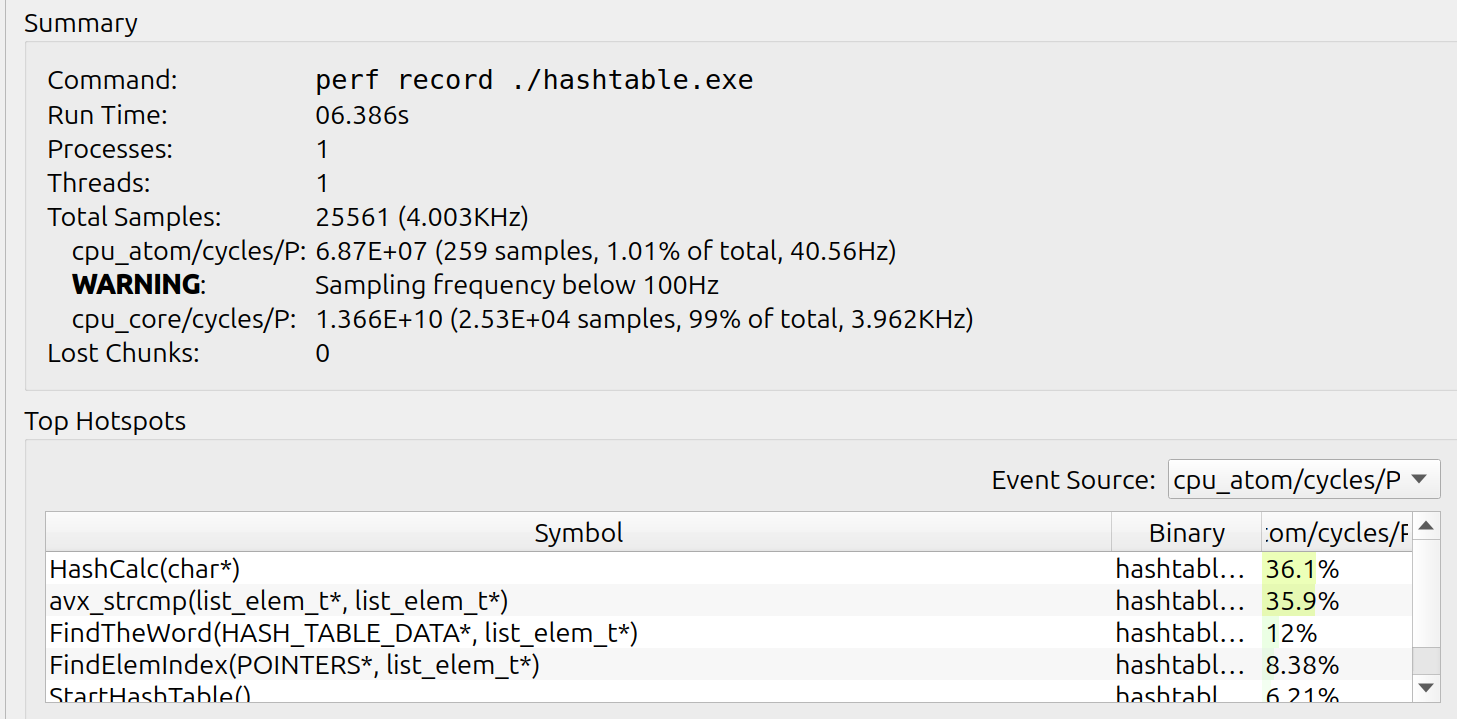 Summary
Command: perf record ./hashtable.exe
Run Time: 06.386s
Processes: 1
Threads: 1
Total Samples: 25561 (4.003KHz)
cpu_atom/cycles/P: 6.87E+07 (259 samples, 1.01% of total, 40.56Hz)
WARNING: Sampling frequency below 100Hz
cpu_core/cycles/P: 1.366E+10 (2.53E+04 samples, 99% of total, 3.962KHz)
Lost Chunks: 0
Top Hotspots
Event Source: cpu_atom/cycles/P
Symbol Binary :om/cycles/P
HashCalc(char*) hashtabl... 36.1%
avx_strcmp(list_elem_t*, list_elem_t*) hashtabl... 35.9%
FindTheWord(HASH_TABLE_DATA*, list_elem_t*) hashtabl... 12%
FindElemIndex(POINTERS*, list_elem_t*) hashtabl... 8.38%
StartHashTable() hashtabl 6.21%